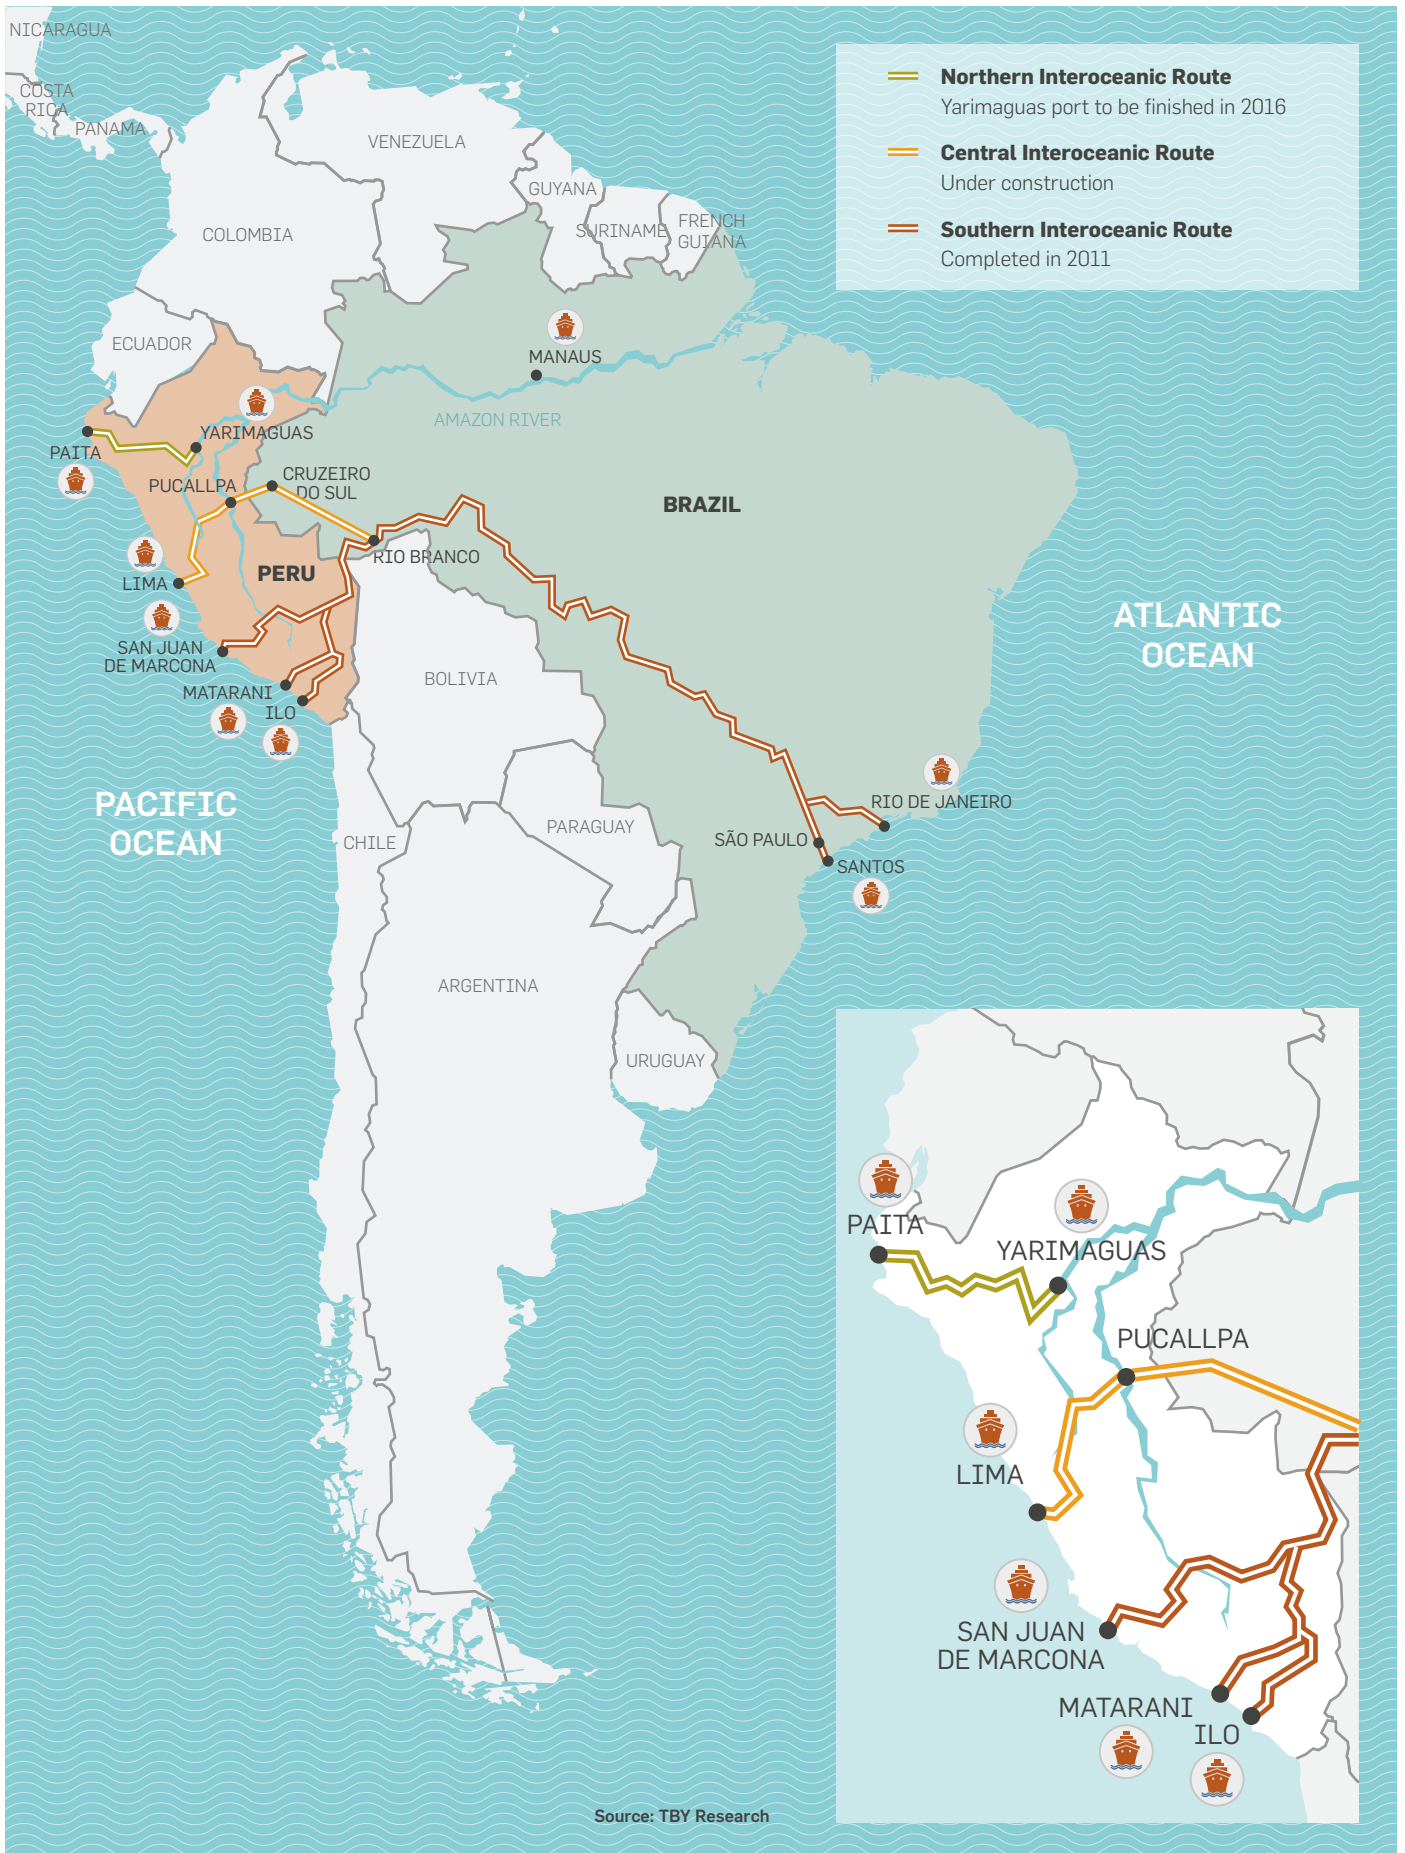 NICARAGUA
COSTA
RICA
PANAMA
VENEZUELA
GUYANA
SURINAME
FRENCH
GUIANA
COLOMBIA
ECUADOR
Northern Interoceanic Route
Yarimaguas port to be finished in 2016
Central Interoceanic Route
Under construction
Southern Interoceanic Route
Completed in 2011
MANAUS
AMAZON RIVER
YARIMAGUAS
PAITA
CRUZEIRO
DO SUL
PUCALLPA
BRAZIL
RIO BRANCO
PERU
LIMA
SAN JUAN
DE MARCONA
MATARANI
ILO
BOLIVIA
ATLANTIC
OCEAN
PACIFIC
OCEAN
CHILE
PARAGUAY
RIO DE JANEIRO
SÃO PAULO
SANTOS
ARGENTINA
URUGUAY
PAITA
YARIMAGUAS
PUCALLPA
LIMA
SAN JUAN
DE MARCONA
MATARANI
ILO
Source: TBY Research